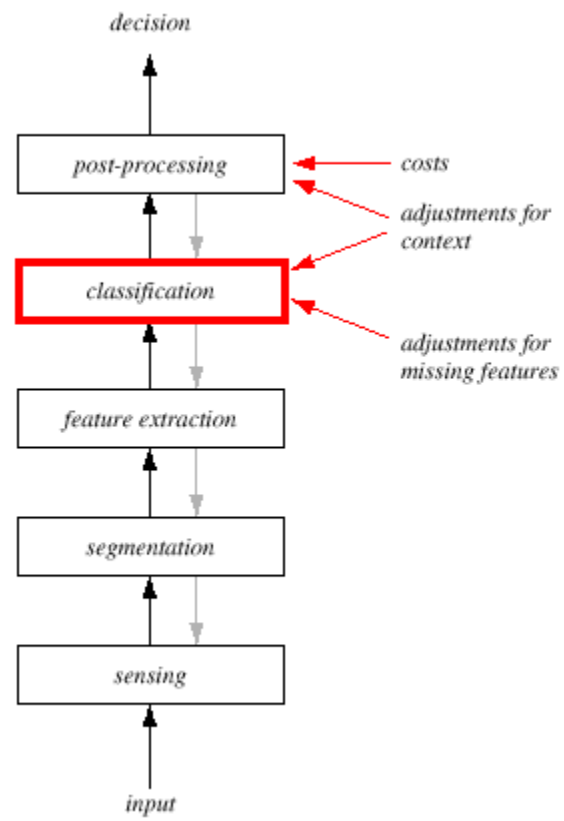 decision
post-processing
costs
adjustments for
context
classification
adjustments for
missing features
feature extraction
segmentation
sensing
input